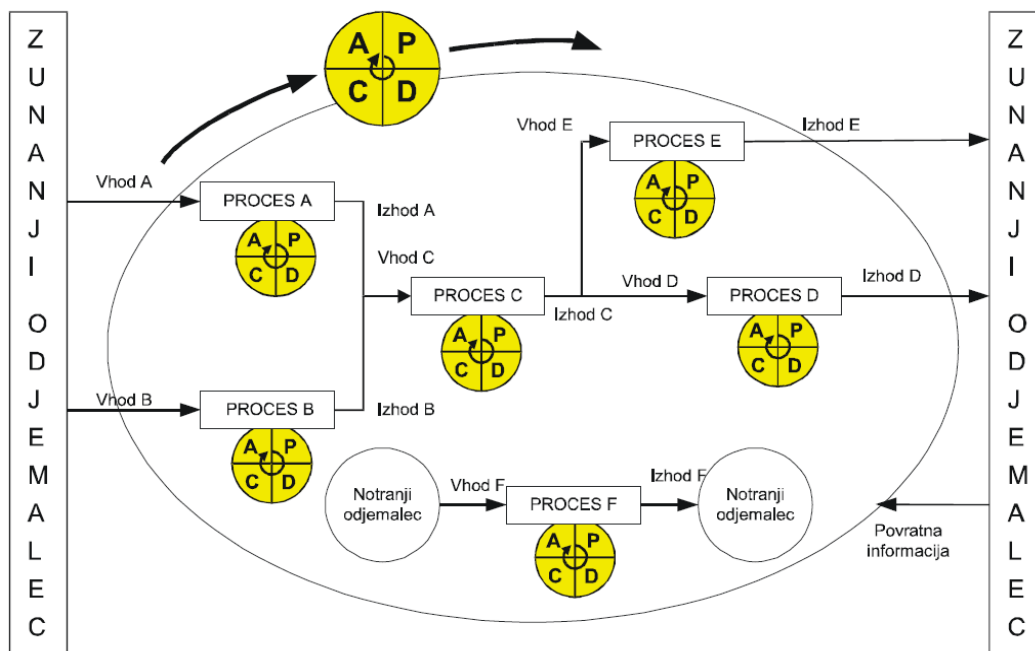 ZUNANJI ODJEMALEC
A P
C D
Vhod A
PROCES A
A P
C D
Izhod A
Vhod B
PROCES B
A P
C D
Izhod B
Vhod C
PROCES C
A P
C D
Izhod C
Vhod E
PROCES E
A P
C D
Izhod E
Vhod D
PROCES D
A P
C D
Izhod D
Notranji
odjemalec
Vhod F
PROCES F
A P
C D
Izhod F
Notranji
odjemalec
Povratna
informacija
ZUNANJI ODJEMALEC